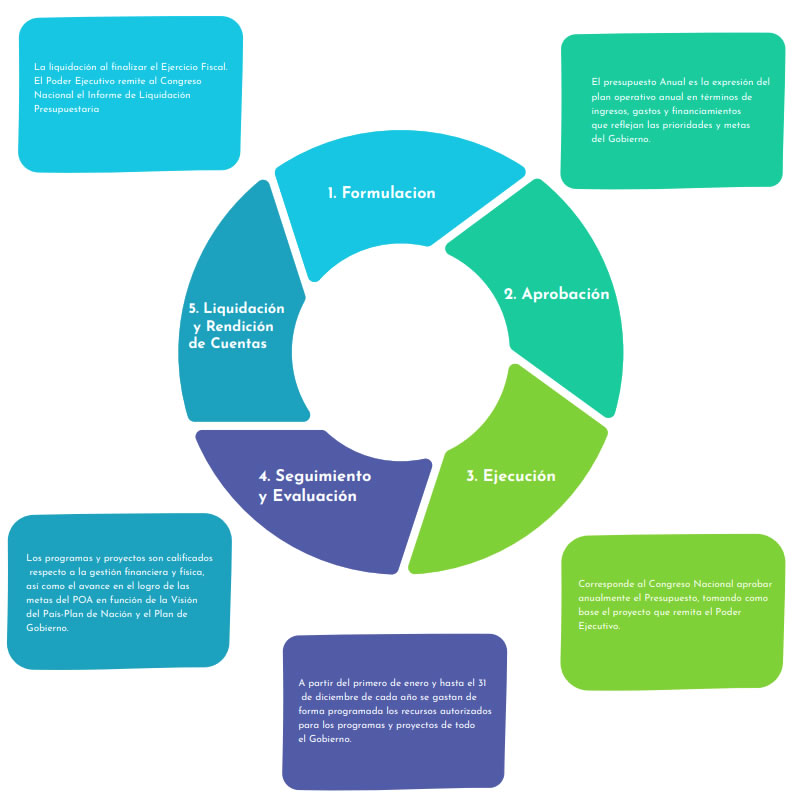 La liquidación al finalizar el Ejercicio Fiscal.
El Poder Ejecutivo remite al Congreso
Nacional el Informe de Liquidación
Presupuestaria
El presupuesto Anual es la expresión del
plan operativo anual en términos de
ingresos, gastos y financiamientos
que reflejan las prioridades y metas
del Gobierno.
1. Formulacion
2. Aprobación
5. Liquidación
y Rendición
de Cuentas
4. Seguimiento
y Evaluación
3. Ejecución
Los programas y proyectos son calificados
respecto a la gestión financiera y física,
así como el avance en el logro de las
metas del POA en función de la Visión
del País-Plan de Nación y el Plan de
Gobierno.
Corresponde al Congreso Nacional aprobar
anualmente el Presupuesto, tomando como
base el proyecto que remita el Poder
Ejecutivo.
A partir del primero de enero y hasta el 31
de diciembre de cada año se gastan de
forma programada los recursos autorizados
para los programas y proyectos de todo
el Gobierno.